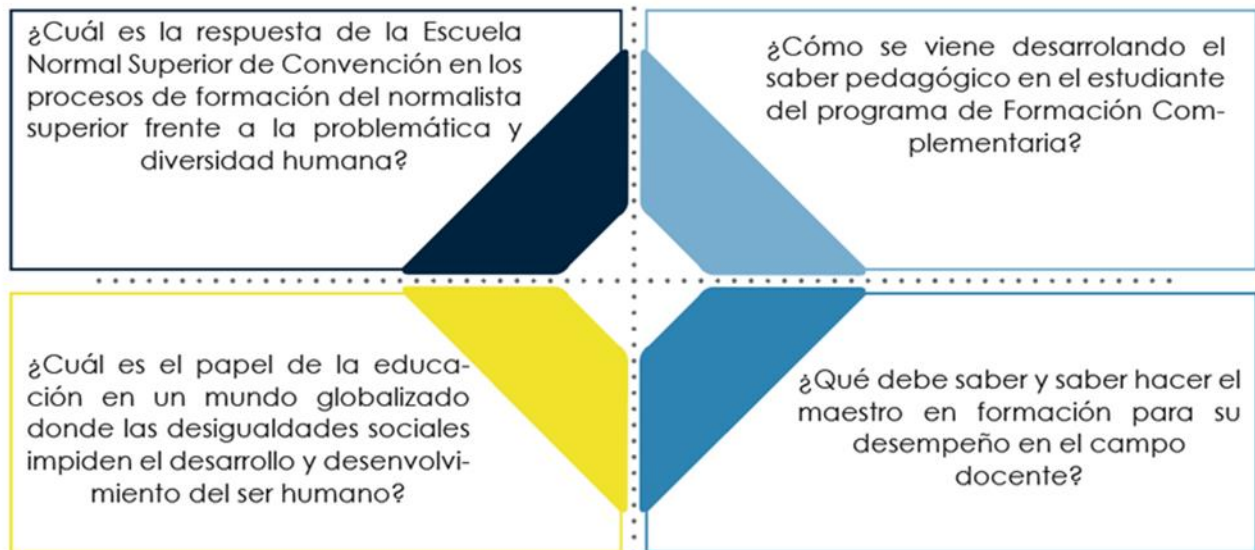 ¿Cuál es la respuesta de la Escuela
Normal Superior de Convención en los
procesos de formación del normalista
superior frente a la problemática y
diversidad humana?
¿Cómo se viene desarrolando el
saber pedagógico en el estudiante
del programa de Formación Com-
plementaria?
¿Cuál es el papel de la educa-
ción en un mundo globalizado
donde las desigualdades sociales
impiden el desarrollo y desenvolvi-
miento del ser humano?
¿Qué debe saber y saber hacer el
maestro en formación para su
desempeño en el campo
docente?